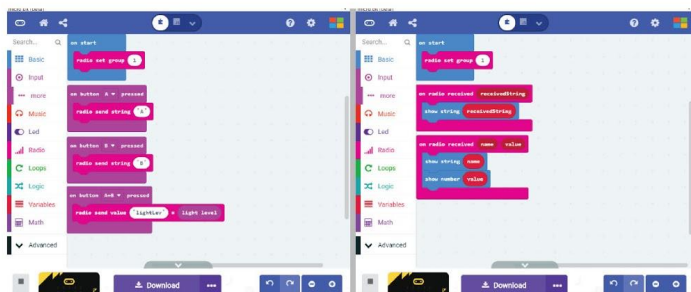 Search...
Basic
Input
more
Music
Led
Radio
Loops
Logic
Variables
Math
Advanced
on start
radio set group 1
on button A pressed
radio send string "A"
on button B pressed
radio send string "B"
on button A+B pressed
radio send value "lightLev" = light level
Download
Search...
Basic
Input
more
Music
Led
Radio
Loops
Logic
Variables
Math
Advanced
on start
radio set group 1
on radio received receivedString
show string receivedString
on radio received name value
show string name
show number value
Download